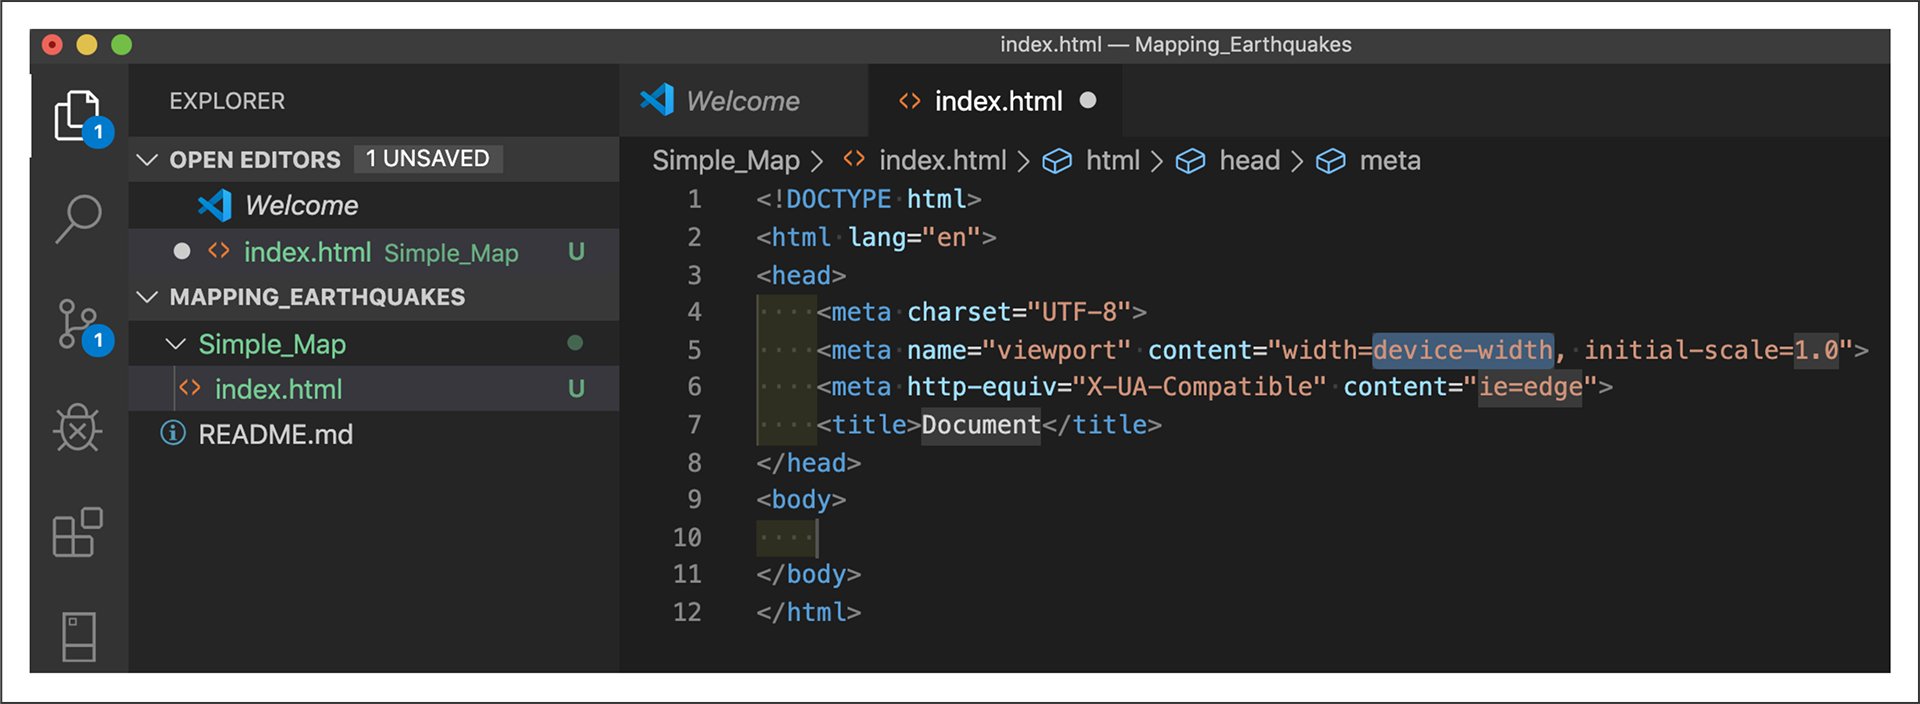 index.html — Mapping_Earthquakes
EXPLORER
1
OPEN EDITORS 1 UNSAVED
Welcome
index.html Simple_Map U
MAPPING_EARTHQUAKES
Simple_Map
1
index.html U
README.md
Welcome index.html
Simple_Map > index.html > html > head > meta
1 <!DOCTYPE html>
2 <html lang="en">
3 <head>
4     <meta charset="UTF-8">
5     <meta name="viewport" content="width=device-width, initial-scale=1.0">
6     <meta http-equiv="X-UA-Compatible" content="ie=edge">
7     <title>Document</title>
8 </head>
9 <body>
10
11 </body>
12 </html>